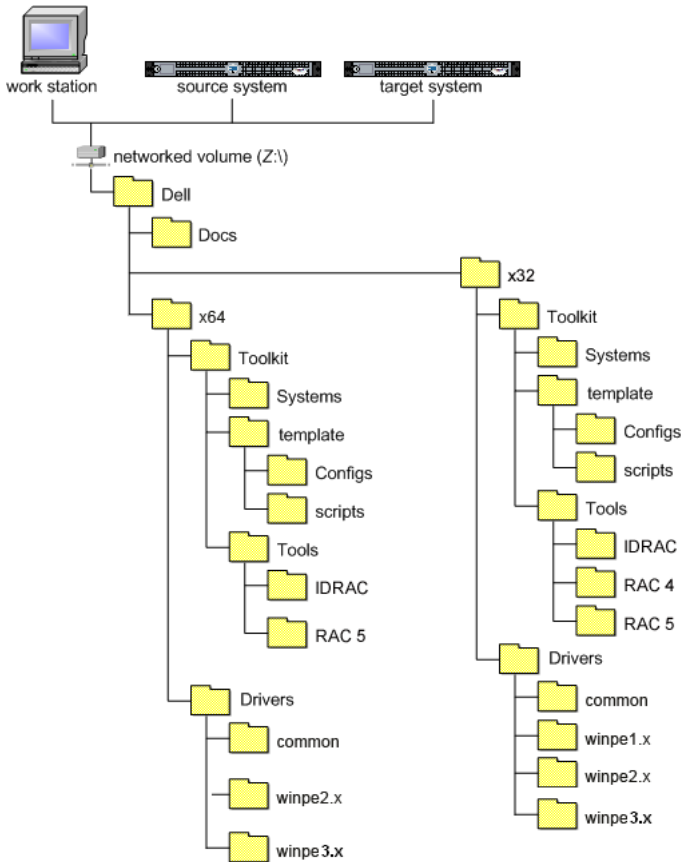 work station
source system
target system
networked volume (Z:\)
Dell
Docs
x64
Toolkit
Systems
template
Configs
scripts
Tools
IDRAC
RAC 5
Drivers
common
winpe2.x
winpe3.x
x32
Toolkit
Systems
template
Configs
scripts
Tools
IDRAC
RAC 4
RAC 5
Drivers
common
winpe1.x
winpe2.x
winpe3.x